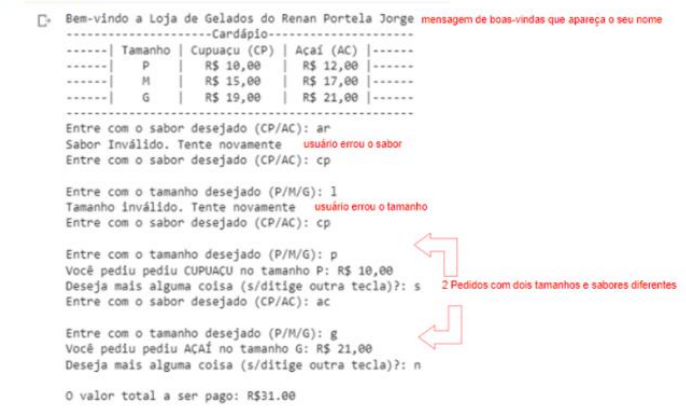 Bem-vindo a Loja de Gelados do Renan Portela Jorge mensagem de boas-vindas que apareça o seu nome
----------------------Cardápio----------------------
------| Tamanho | Cupuaçu (CP) | Açaí (AC) |------
------| P | R$ 10,00 | R$ 12,00 |------
------| M | R$ 15,00 | R$ 17,00 |------
------| G | R$ 19,00 | R$ 21,00 |------
----------------------------------------------------
Entre com o sabor desejado (CP/AC): ar
Sabor Inválido. Tente novamente usuário errou o sabor
Entre com o sabor desejado (CP/AC): cp
Entre com o tamanho desejado (P/M/G): l
Tamanho inválido. Tente novamente usuário errou o tamanho
Entre com o sabor desejado (CP/AC): cp
Entre com o tamanho desejado (P/M/G): p
Você pediu pediu CUPUAÇU no tamanho P: R$ 10,00
Deseja mais alguma coisa (s/ditige outra tecla)?: s 2 Pedidos com dois tamanhos e sabores diferentes
Entre com o sabor desejado (CP/AC): ac
Entre com o tamanho desejado (P/M/G): g
Você pediu pediu AÇAÍ no tamanho G: R$ 21,00
Deseja mais alguma coisa (s/ditige outra tecla)?: n
O valor total a ser pago: R$31.00